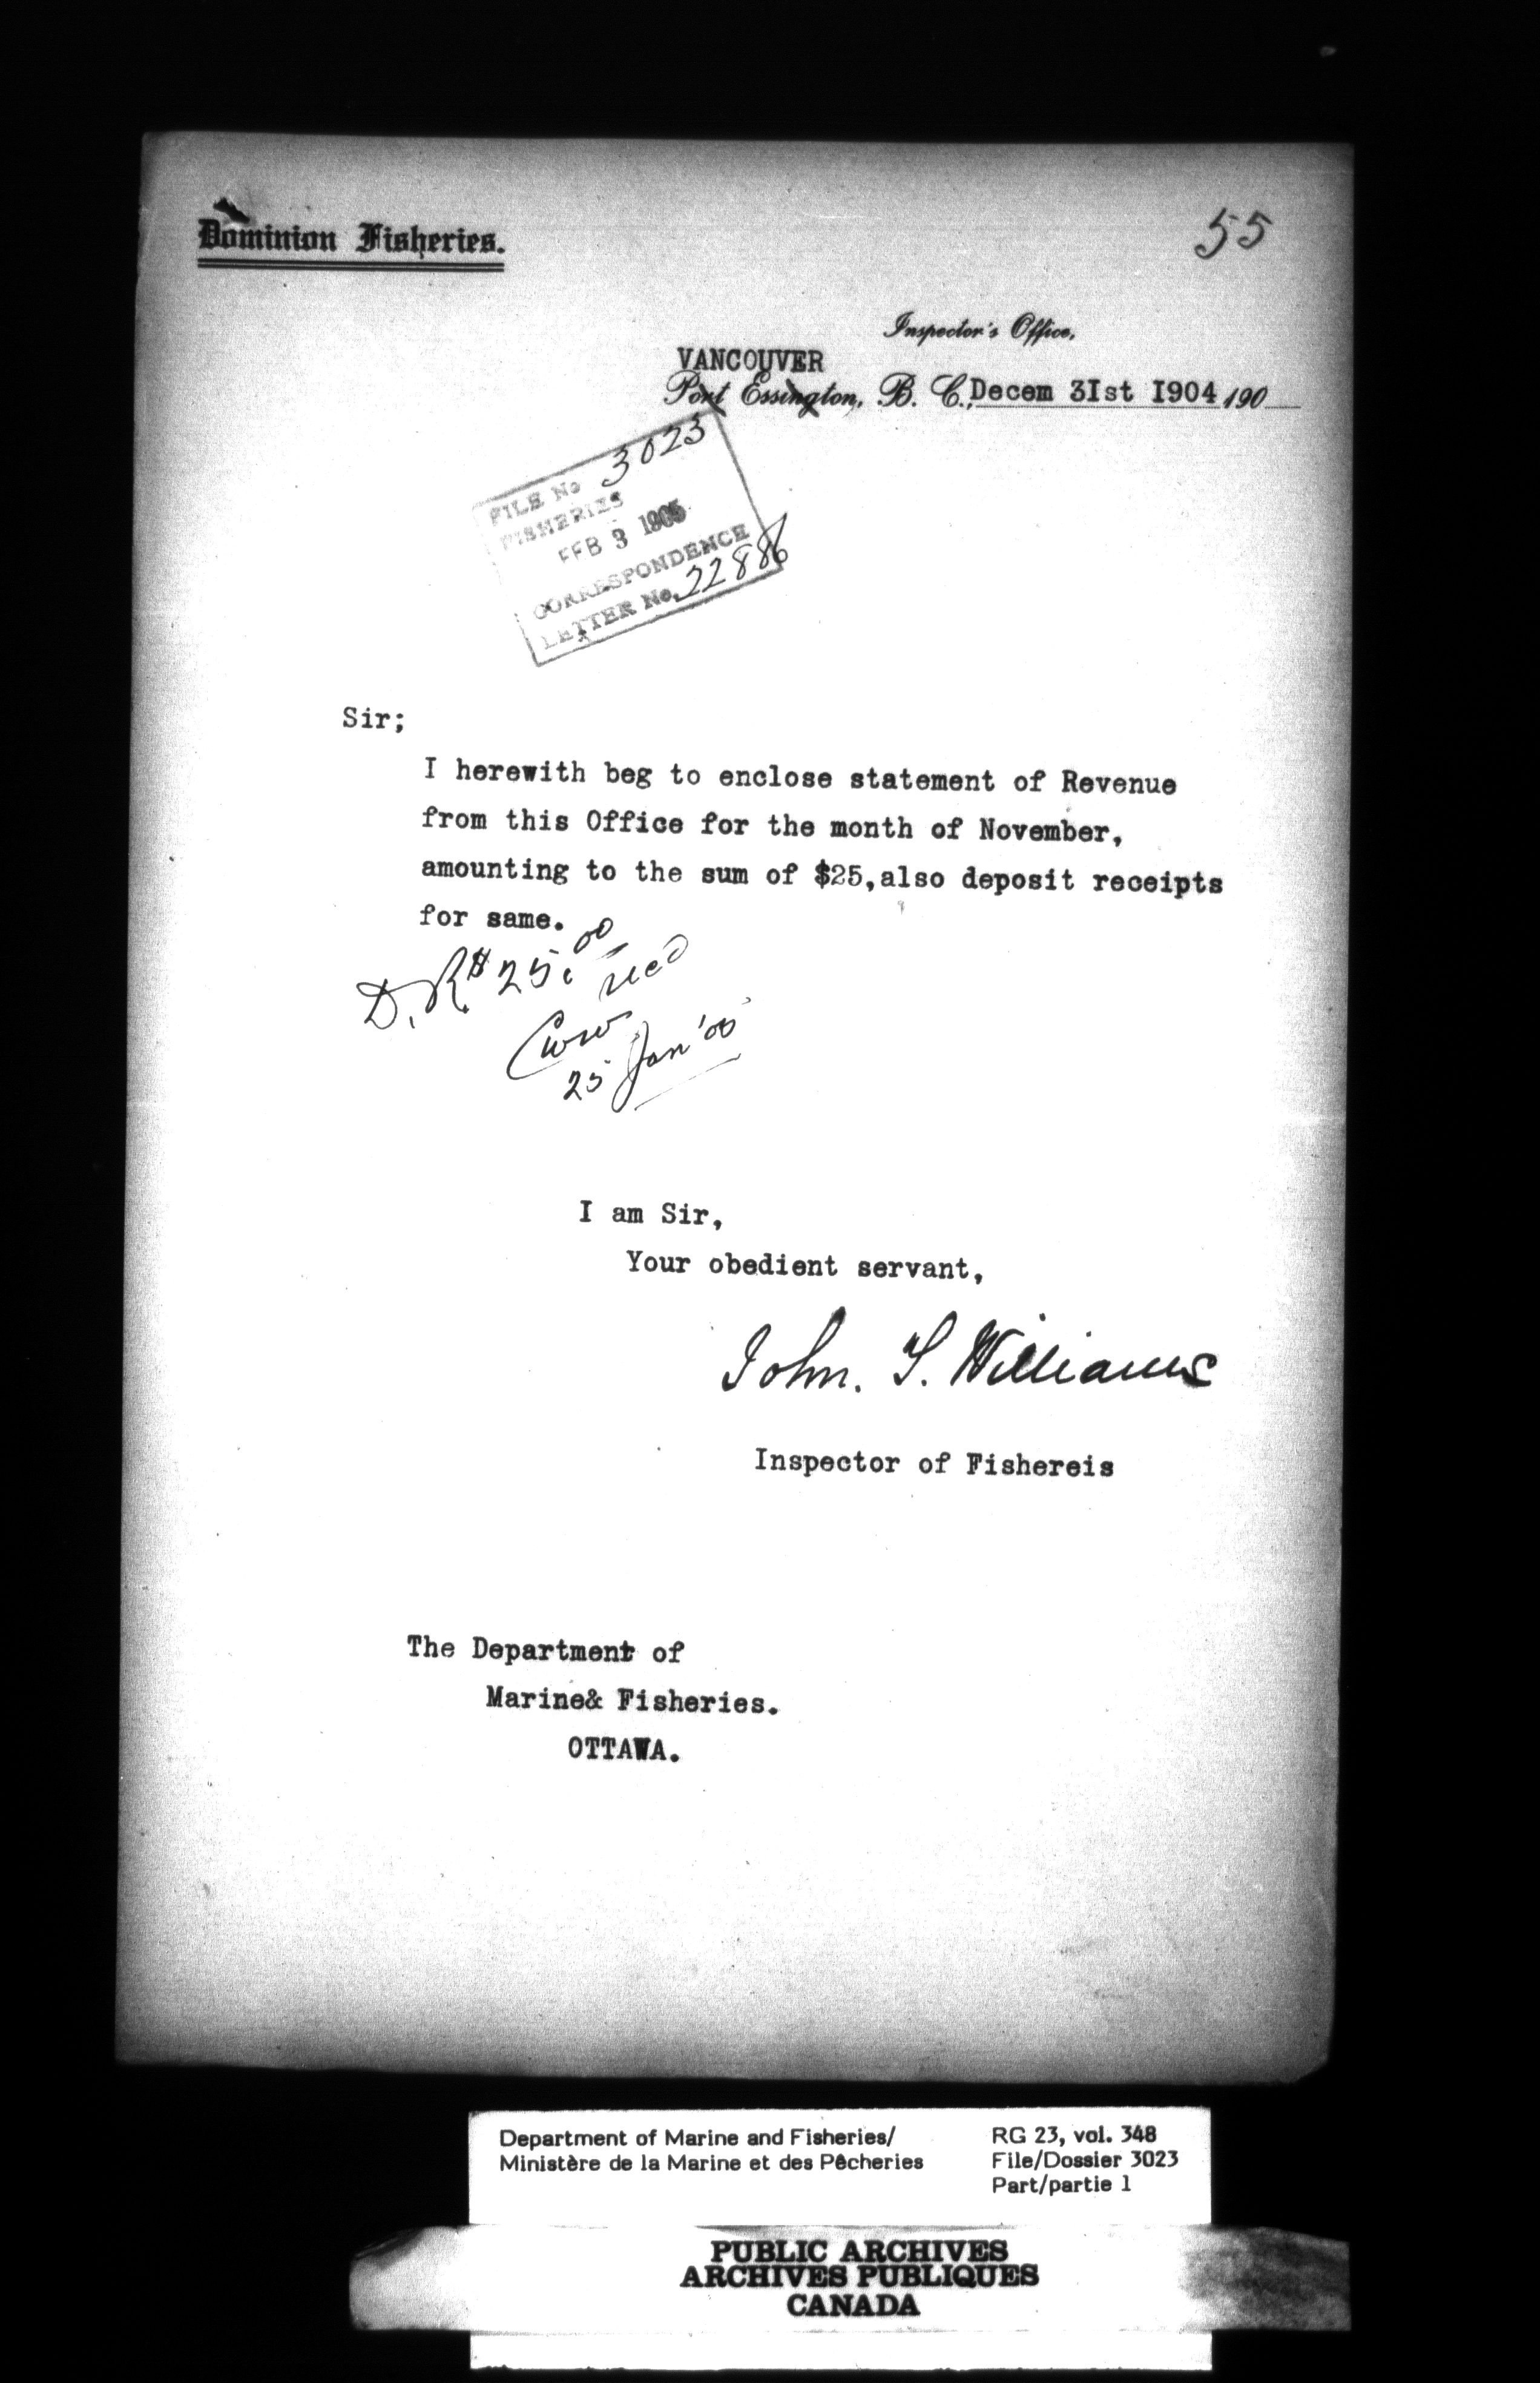 Dominion Fisheries.
55
Inspector's Office,
VANCOUVER
Port Essington, B. C., Decem 3Ist I904 190
FILE No 3023
FISHERIES
FEB 3 1905
CORRESPONDENCE
LETTER No. 22886
Sir;
I herewith beg to enclose statement of Revenue
from this Office for the month of November,
amounting to the sum of $25,also deposit receipts
for same.
D. R. $25.00 rec'd
25 Jan '05
I am Sir,
Your obedient servant,
John. T. Williams
Inspector of Fishereis
The Department of
Marine& Fisheries.
OTTAWA.
Department of Marine and Fisheries/
Ministère de la Marine et des Pêcheries
RG 23, vol. 348
File/Dossier 3023
Part/partie 1
PUBLIC ARCHIVES
ARCHIVES PUBLIQUES
CANADA